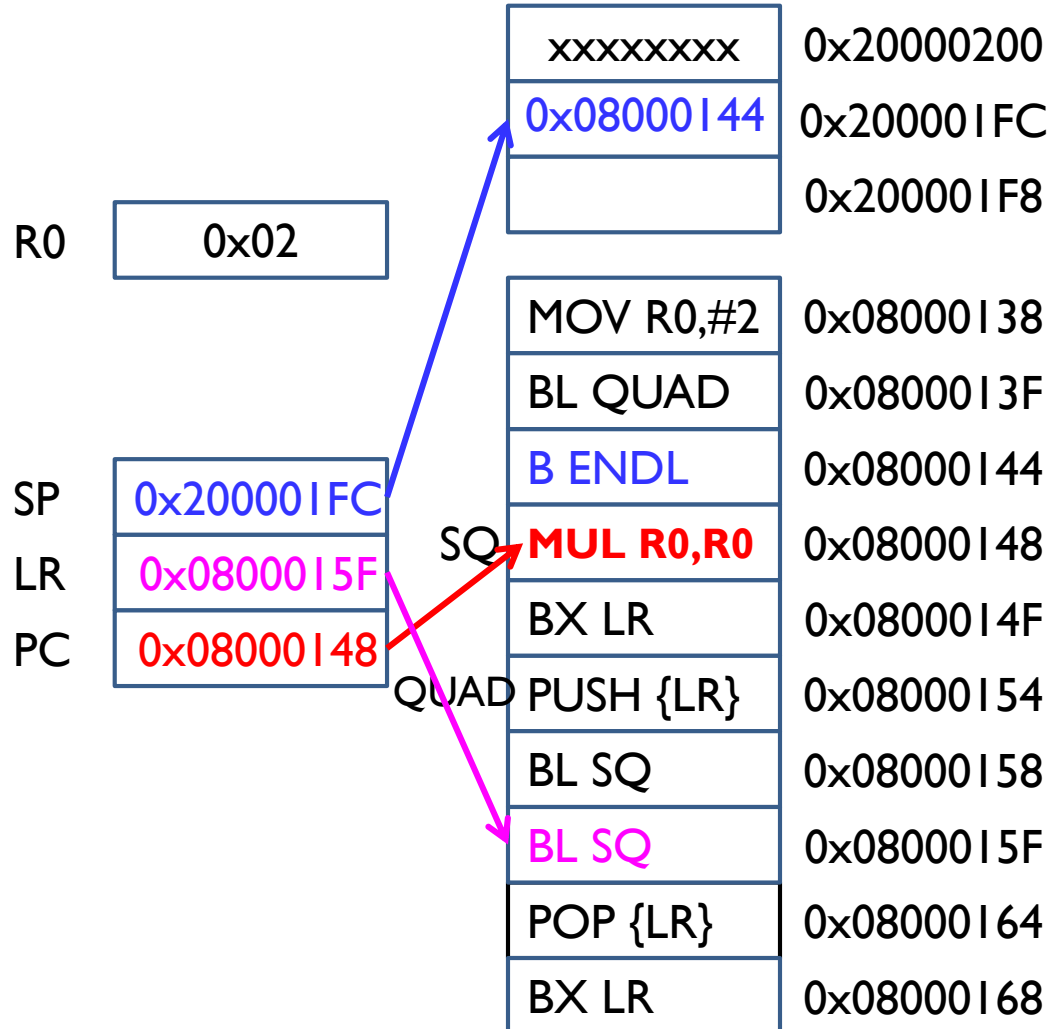 xxxxxxxx 0x20000200
0x08000144 0x200001FC
0x200001F8
R0 0x02
MOV R0,#2 0x08000138
BL QUAD 0x0800013F
B ENDL 0x08000144
SP 0x200001FC
SQ MUL R0,R0 0x08000148
LR 0x0800015F
BX LR 0x0800014F
PC 0x08000148
QUAD PUSH {LR} 0x08000154
BL SQ 0x08000158
BL SQ 0x0800015F
POP {LR} 0x08000164
BX LR 0x08000168